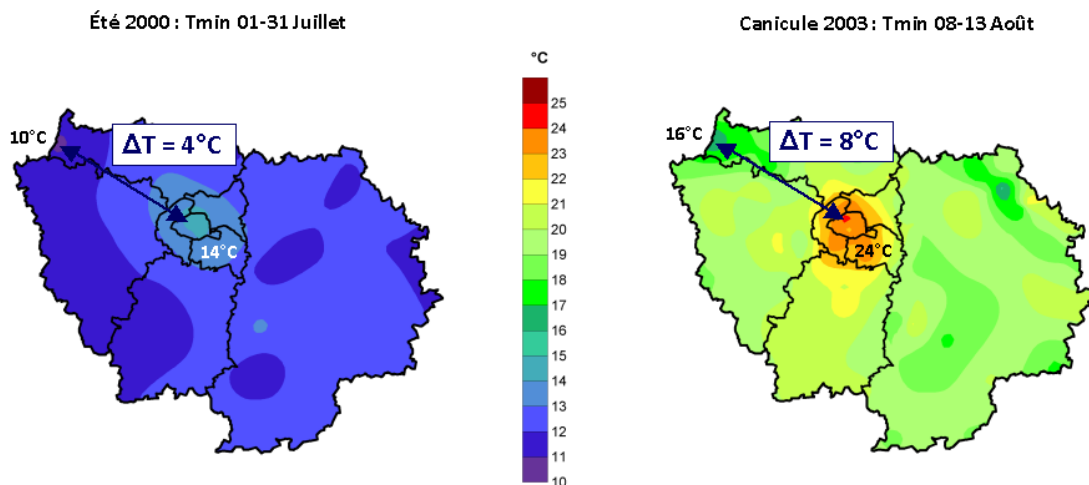 Été 2000 : Tmin 01-31 Juillet
Canicule 2003 : Tmin 08-13 Août
°C
25
24
23
22
21
20
19
18
17
16
15
14
13
12
11
10
10°C
ΔT = 4°C
14°C
16°C
ΔT = 8°C
24°C